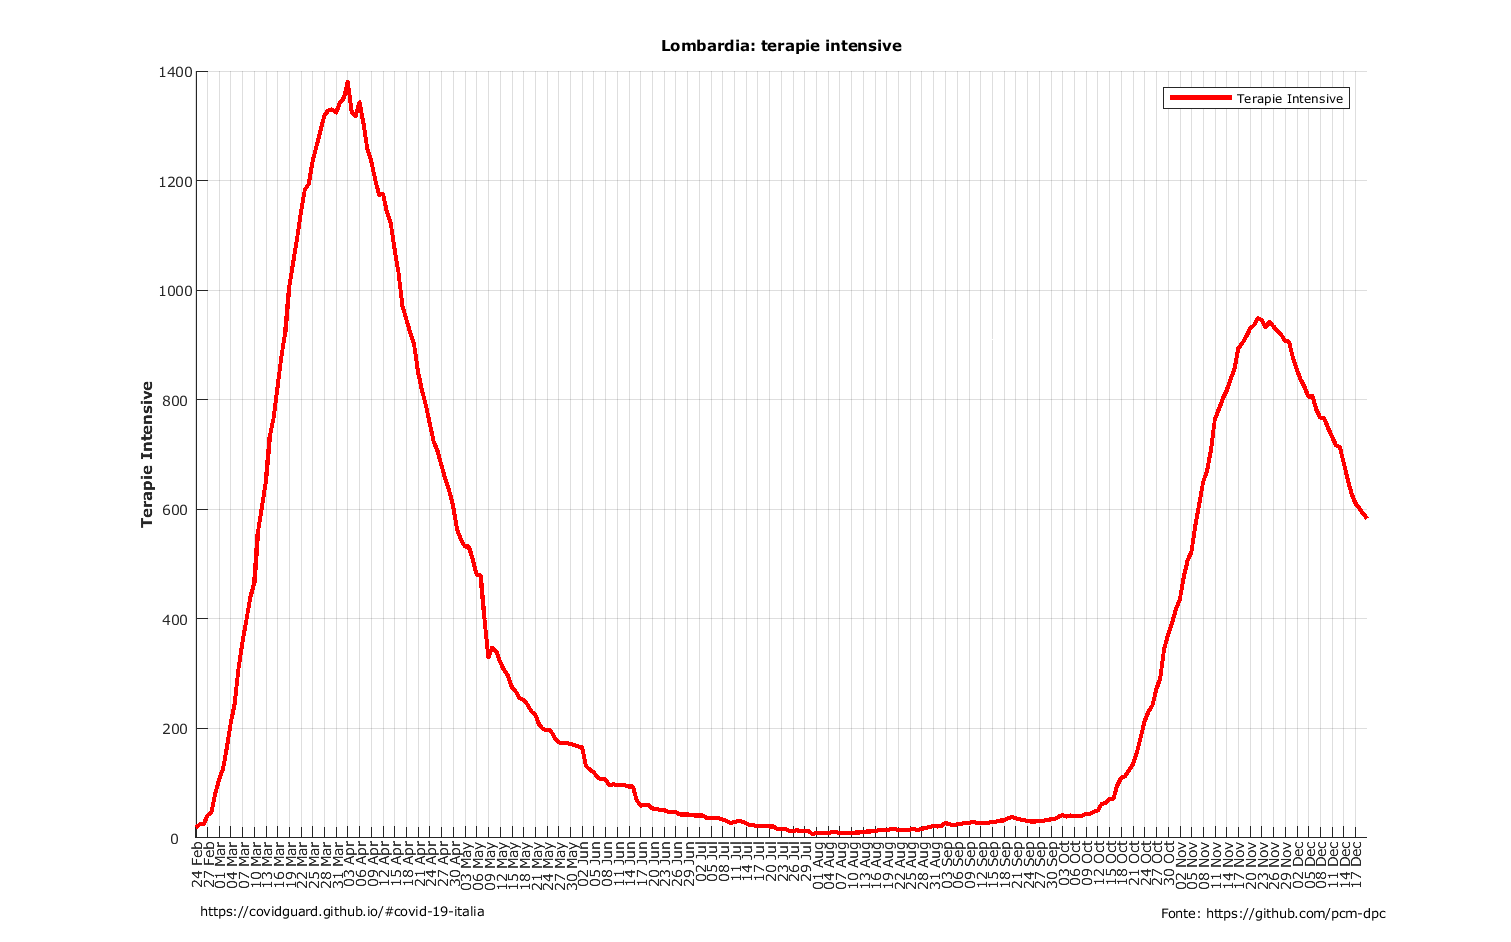 Lombardia: terapie intensive
Terapie Intensive
1400
1200
1000
800
600
400
200
0
Terapie Intensive
24 Feb
27 Feb
01 Mar
04 Mar
07 Mar
10 Mar
13 Mar
16 Mar
19 Mar
22 Mar
25 Mar
28 Mar
31 Mar
03 Apr
06 Apr
09 Apr
12 Apr
15 Apr
18 Apr
21 Apr
24 Apr
27 Apr
30 Apr
03 May
06 May
09 May
12 May
15 May
18 May
21 May
24 May
27 May
30 May
02 Jun
05 Jun
08 Jun
11 Jun
14 Jun
17 Jun
20 Jun
23 Jun
26 Jun
29 Jun
02 Jul
05 Jul
08 Jul
11 Jul
14 Jul
17 Jul
20 Jul
23 Jul
26 Jul
29 Jul
01 Aug
04 Aug
07 Aug
10 Aug
13 Aug
16 Aug
19 Aug
22 Aug
25 Aug
28 Aug
31 Aug
03 Sep
06 Sep
09 Sep
12 Sep
15 Sep
18 Sep
21 Sep
24 Sep
27 Sep
30 Sep
03 Oct
06 Oct
09 Oct
12 Oct
15 Oct
18 Oct
21 Oct
24 Oct
27 Oct
30 Oct
02 Nov
05 Nov
08 Nov
11 Nov
14 Nov
17 Nov
20 Nov
23 Nov
26 Nov
29 Nov
02 Dec
05 Dec
08 Dec
11 Dec
14 Dec
17 Dec
https://covidguard.github.io/#covid-19-italia
Fonte: https://github.com/pcm-dpc